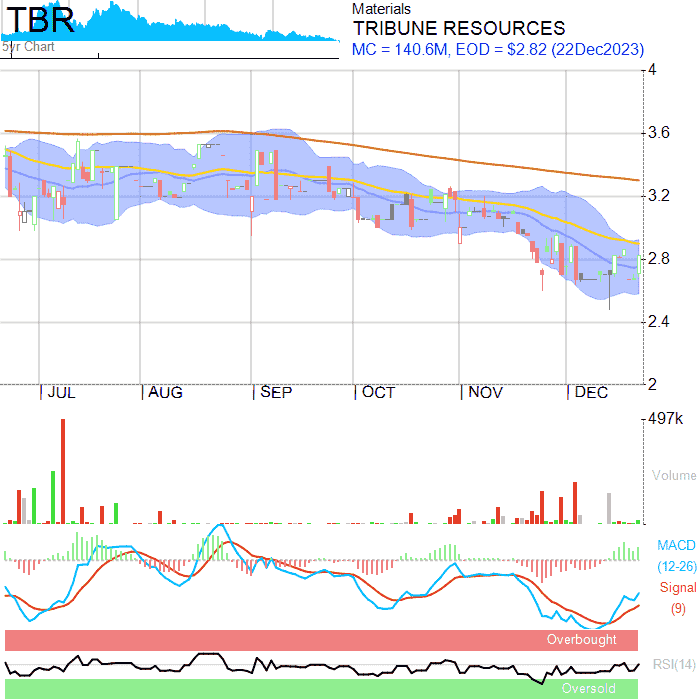 TBR
5yr Chart
Materials
TRIBUNE RESOURCES
MC = 140.6M, EOD = $2.82 (22Dec2023)
4
3.6
3.2
2.8
2.4
2
JUL AUG SEP OCT NOV DEC
497k
Volume
MACD
(12-26)
Signal
(9)
Overbought
RSI(14)
Oversold